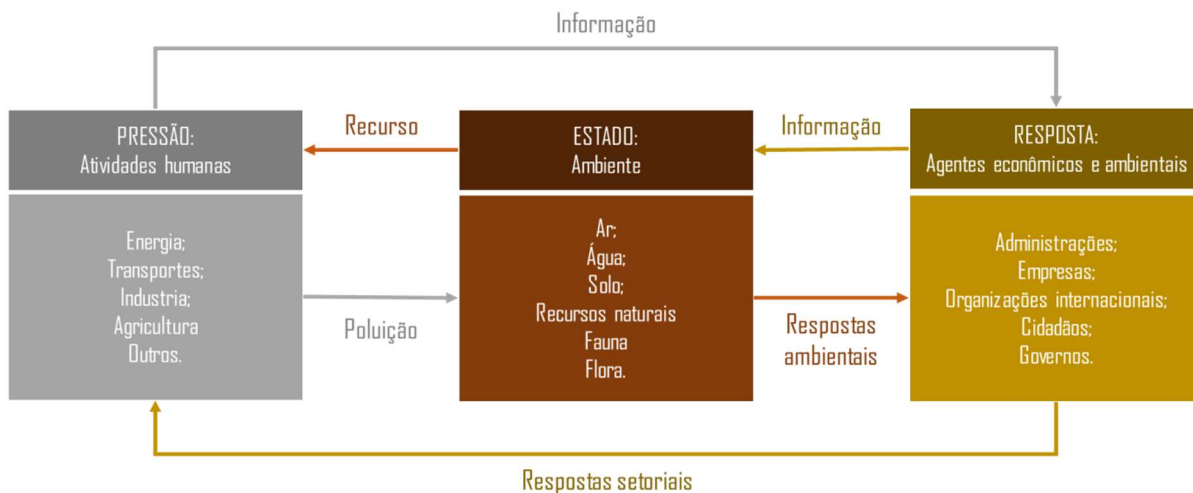 Informação
PRESSÃO:
Atividades humanas
Recurso
ESTADO:
Ambiente
Informação
RESPOSTA:
Agentes econômicos e ambientais
Energia;
Transportes;
Industria;
Agricultura
Outros.
Poluição
Ar;
Água;
Solo;
Recursos naturais
Fauna
Flora.
Respostas
ambientais
Administrações;
Empresas;
Organizações internacionais;
Cidadãos;
Governos.
Respostas setoriais